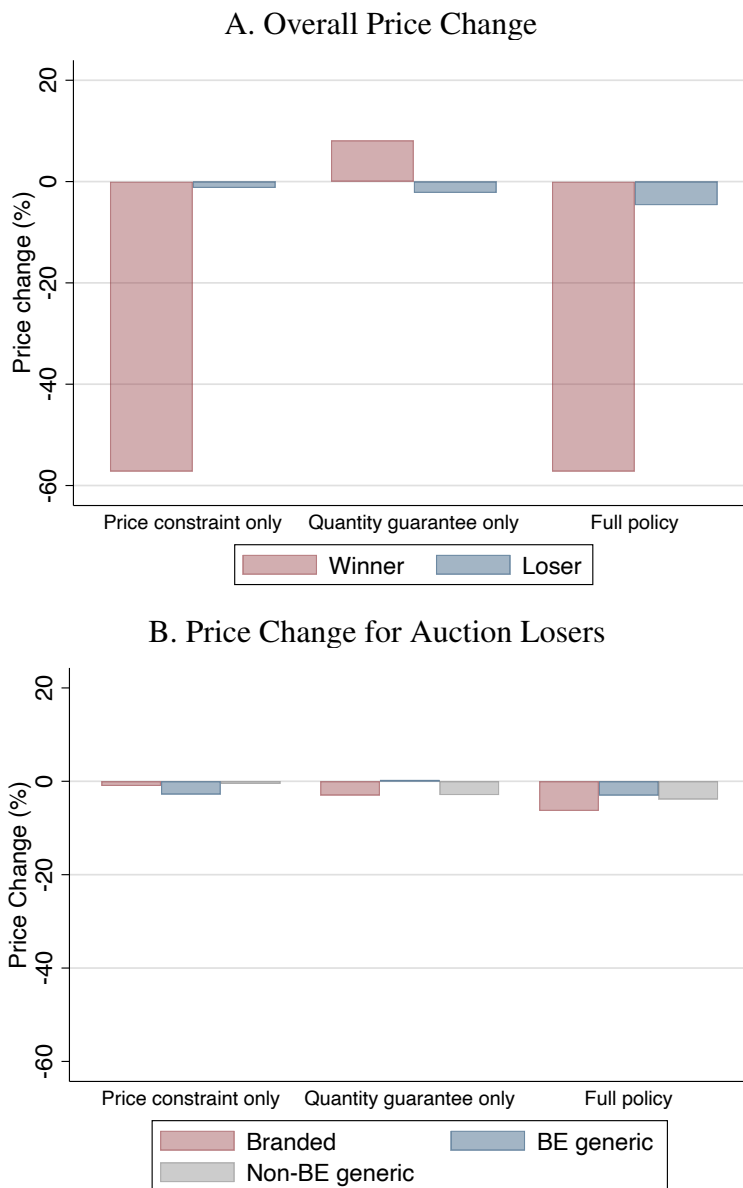 A. Overall Price Change
20
0
-20
-40
-60
Price change (%)
Price constraint only Quantity guarantee only Full policy
Winner Loser
B. Price Change for Auction Losers
20
0
-20
-40
-60
Price Change (%)
Price constraint only Quantity guarantee only Full policy
Branded BE generic
Non-BE generic